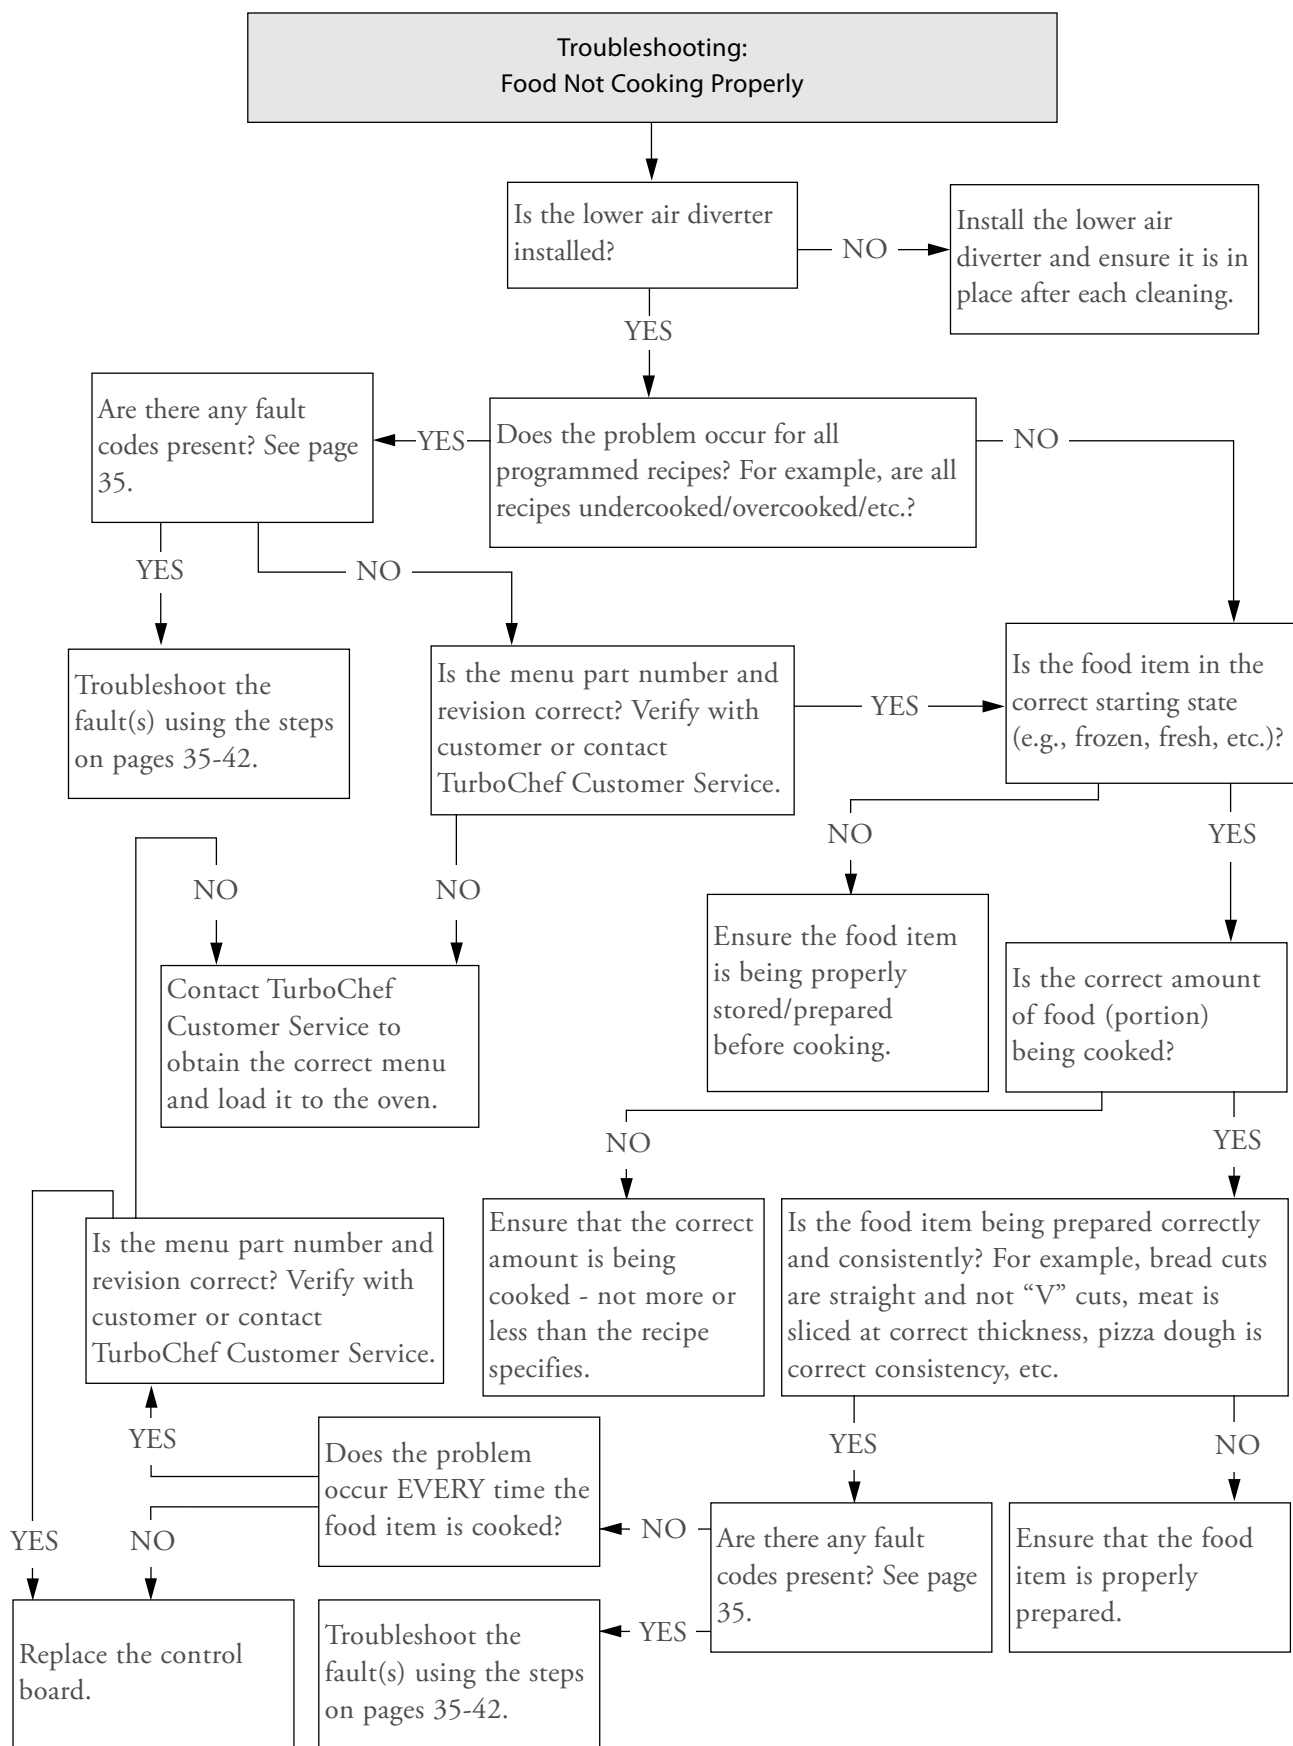 Troubleshooting:
Food Not Cooking Properly
Is the lower air diverter
installed?
NO
Install the lower air
diverter and ensure it is in
place after each cleaning.
YES
Are there any fault
codes present? See page
35.
YES
Does the problem occur for all
programmed recipes? For example, are all
recipes undercooked/overcooked/etc.?
NO
YES
NO
Troubleshoot the
fault(s) using the steps
on pages 35-42.
Is the menu part number and
revision correct? Verify with
customer or contact
TurboChef Customer Service.
YES
Is the food item in the
correct starting state
(e.g., frozen, fresh, etc.)?
NO
YES
NO
NO
Ensure the food item
is being properly
stored/prepared
before cooking.
Is the correct amount
of food (portion)
being cooked?
Contact TurboChef
Customer Service to
obtain the correct menu
and load it to the oven.
NO
YES
Is the menu part number and
revision correct? Verify with
customer or contact
TurboChef Customer Service.
Ensure that the correct
amount is being
cooked - not more or
less than the recipe
specifies.
Is the food item being prepared correctly
and consistently? For example, bread cuts
are straight and not “V” cuts, meat is
sliced at correct thickness, pizza dough is
correct consistency, etc.
YES
Does the problem
occur EVERY time the
food item is cooked?
YES
NO
YES
NO
NO
Are there any fault
codes present? See page
35.
Ensure that the food
item is properly
prepared.
Replace the control
board.
Troubleshoot the
fault(s) using the steps
on pages 35-42.
YES